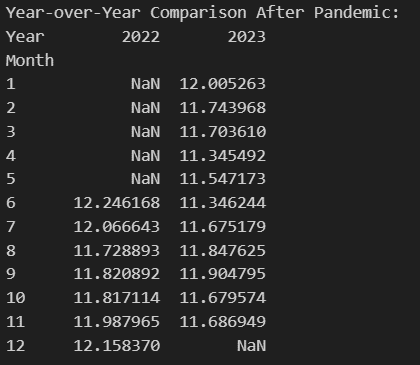 Year-over-Year Comparison After Pandemic:
Year 2022 2023
Month
1 NaN 12.005263
2 NaN 11.743968
3 NaN 11.703610
4 NaN 11.345492
5 NaN 11.547173
6 12.246168 11.346244
7 12.066643 11.675179
8 11.728893 11.847625
9 11.820892 11.904795
10 11.817114 11.679574
11 11.987965 11.686949
12 12.158370 NaN